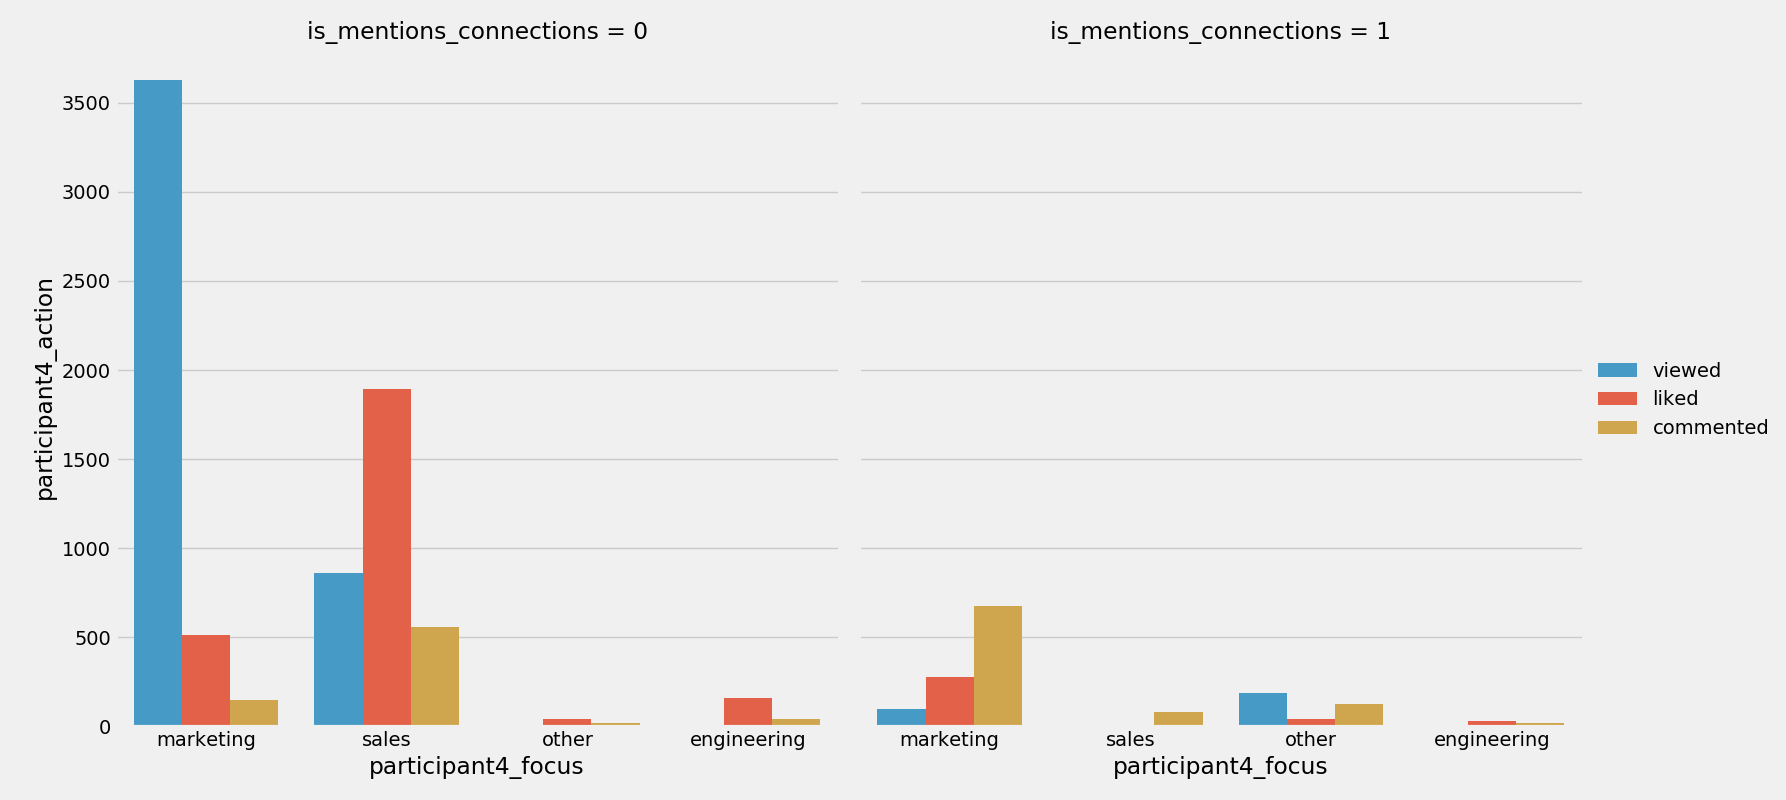 is_mentions_connections = 0
is_mentions_connections = 1
participant4_action
3500
3000
2500
2000
1500
1000
500
0
marketing
sales
other
engineering
participant4_focus
marketing
sales
other
engineering
participant4_focus
viewed
liked
commented